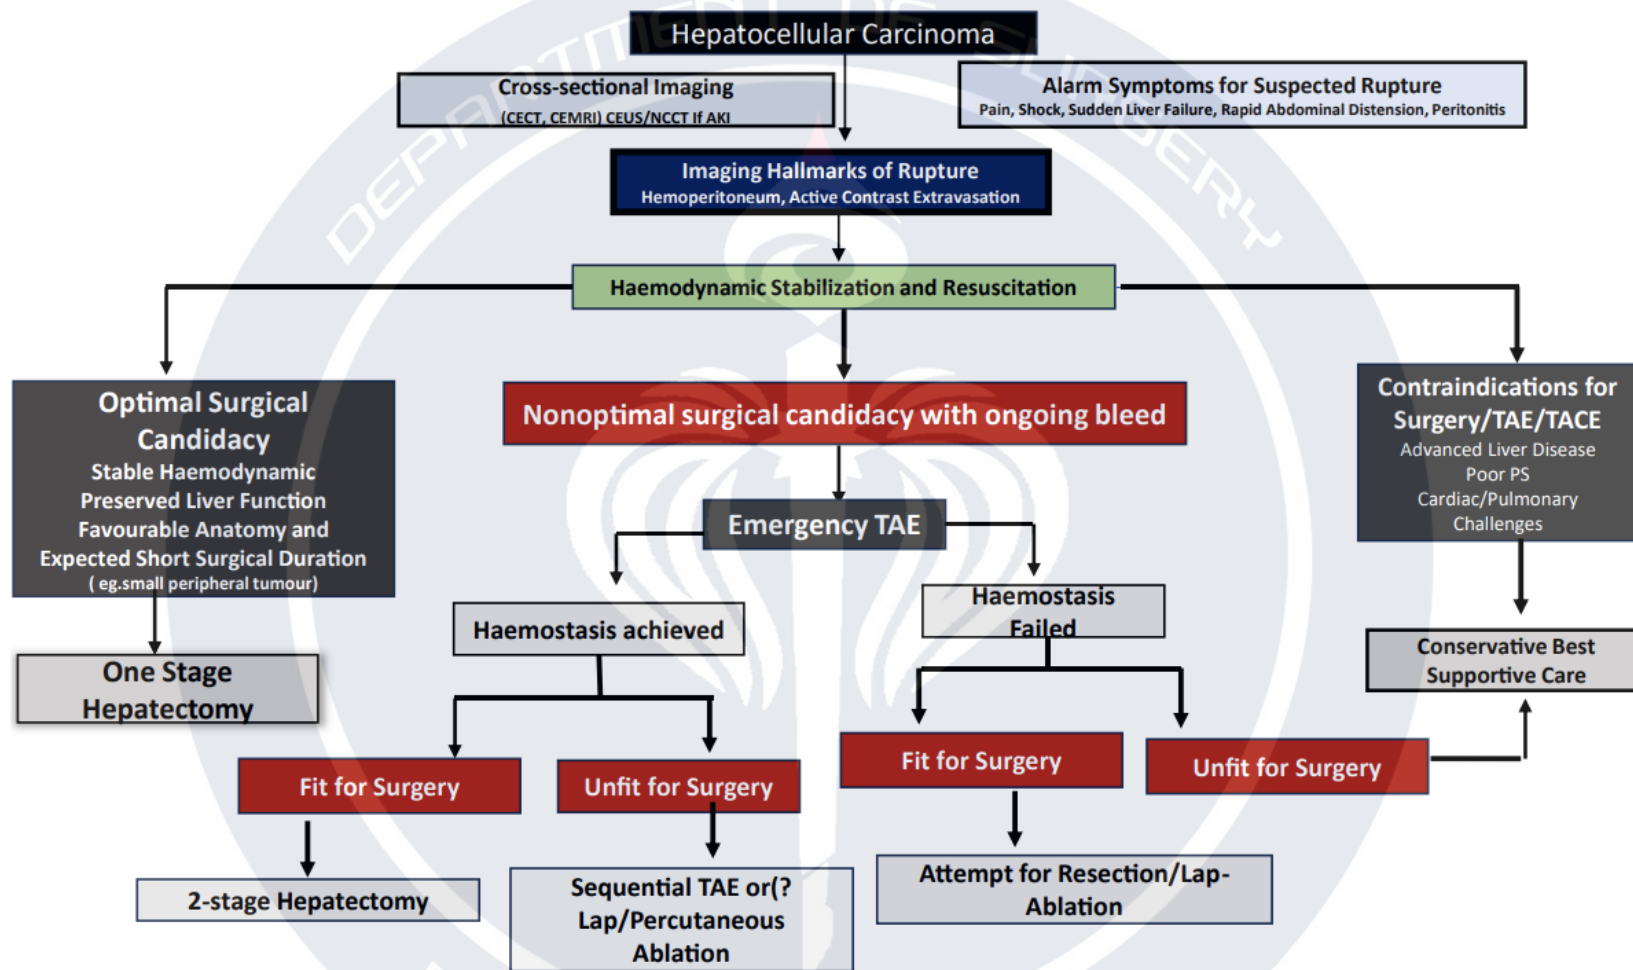 DEPARTMENT OF SURGERY
Hepatocellular Carcinoma
Cross-sectional Imaging
(CECT, CEMRI) CEUS/NCCT If AKI
Alarm Symptoms for Suspected Rupture
Pain, Shock, Sudden Liver Failure, Rapid Abdominal Distension, Peritonitis
Imaging Hallmarks of Rupture
Hemoperitoneum, Active Contrast Extravasation
Haemodynamic Stabilization and Resuscitation
Optimal Surgical
Candidacy
Stable Haemodynamic
Preserved Liver Function
Favourable Anatomy and
Expected Short Surgical Duration
( eg.small peripheral tumour)
Nonoptimal surgical candidacy with ongoing bleed
Contraindications for
Surgery/TAE/TACE
Advanced Liver Disease
Poor PS
Cardiac/Pulmonary
Challenges
Emergency TAE
Haemostasis achieved
Haemostasis
Failed
One Stage
Hepatectomy
Conservative Best
Supportive Care
Fit for Surgery
Unfit for Surgery
Fit for Surgery
Unfit for Surgery
2-stage Hepatectomy
Sequential TAE or(?
Lap/Percutaneous
Ablation
Attempt for Resection/Lap-
Ablation